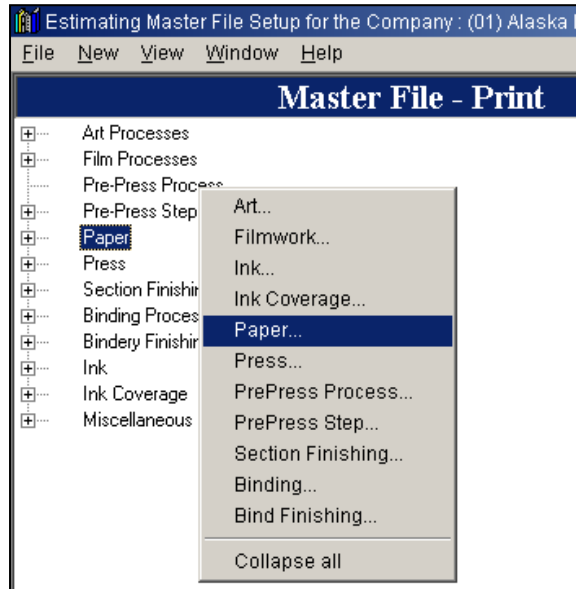 Estimating Master File Setup for the Company : (01) Alaska
File New View Window Help
Master File - Print
Art Processes
Film Processes
Pre-Press Process
Pre-Press Step
Paper
Press
Section Finishin
Binding Proces
Bindery Finishin
Ink
Ink Coverage
Miscellaneous
Art...
Filmwork...
Ink...
Ink Coverage...
Paper...
Press...
PrePress Process...
PrePress Step...
Section Finishing...
Binding...
Bind Finishing...
Collapse all